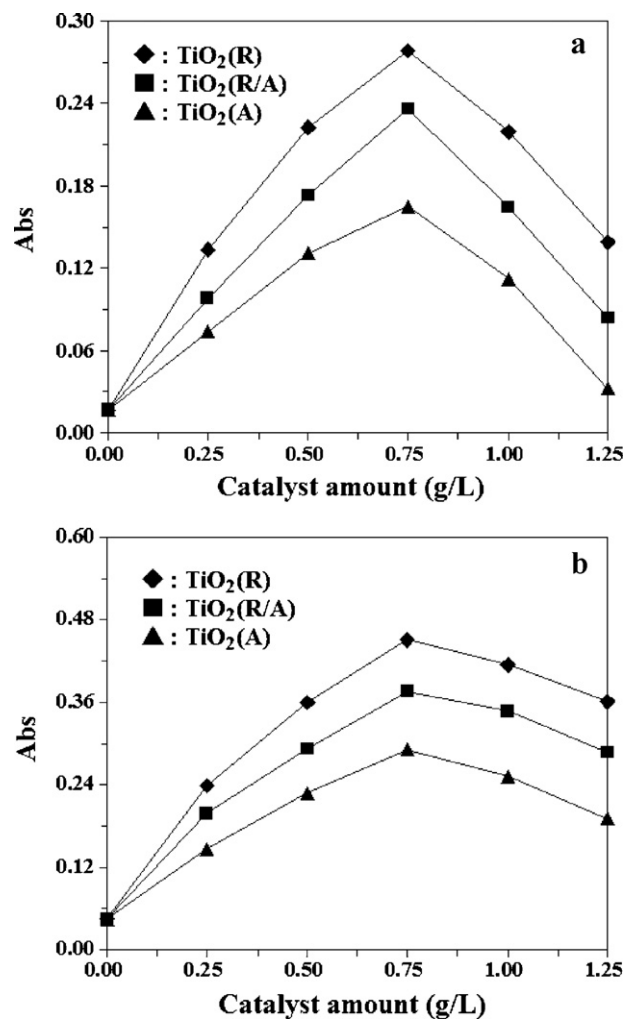 0.30
a
◆ : TiO₂(R)
■ : TiO₂(R/A)
▲ : TiO₂(A)
0.24
0.18
0.12
0.06
0.00
Abs
0.00 0.25 0.50 0.75 1.00 1.25
Catalyst amount (g/L)
0.60
b
◆ : TiO₂(R)
■ : TiO₂(R/A)
▲ : TiO₂(A)
0.48
0.36
0.24
0.12
0.00
Abs
0.00 0.25 0.50 0.75 1.00 1.25
Catalyst amount (g/L)